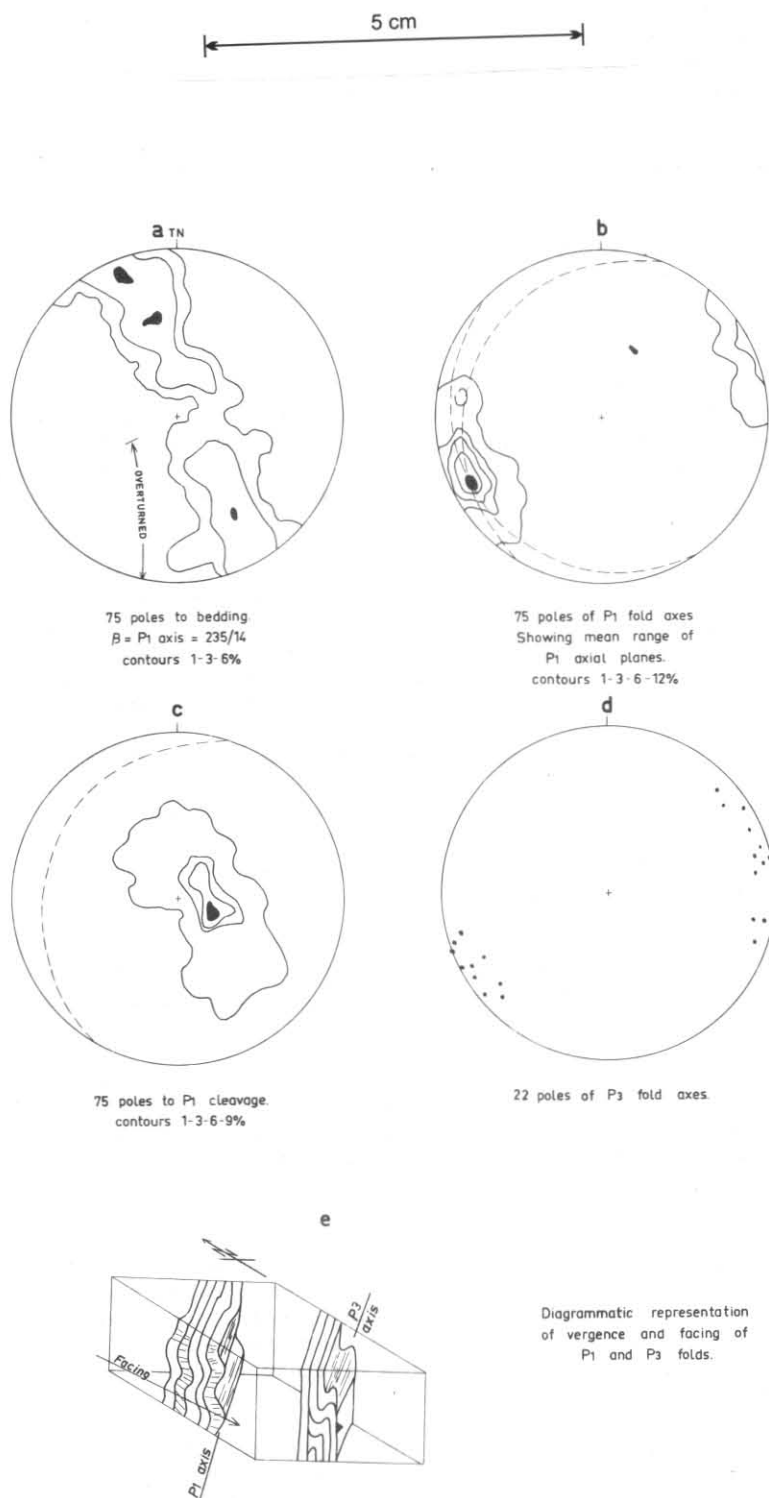 5 cm
a TN
OVERTURNED
75 poles to bedding.
β = P1 axis = 235/14
contours 1-3-6%
b
75 poles of P1 fold axes
Showing mean range of
P1 axial planes.
contours 1-3-6-12%
c
75 poles to P1 cleavage.
contours 1-3-6-9%
d
22 poles of P3 fold axes.
e
N
P3
axis
Facing
P1 axis
Diagrammatic representation
of vergence and facing of
P1 and P3 folds.